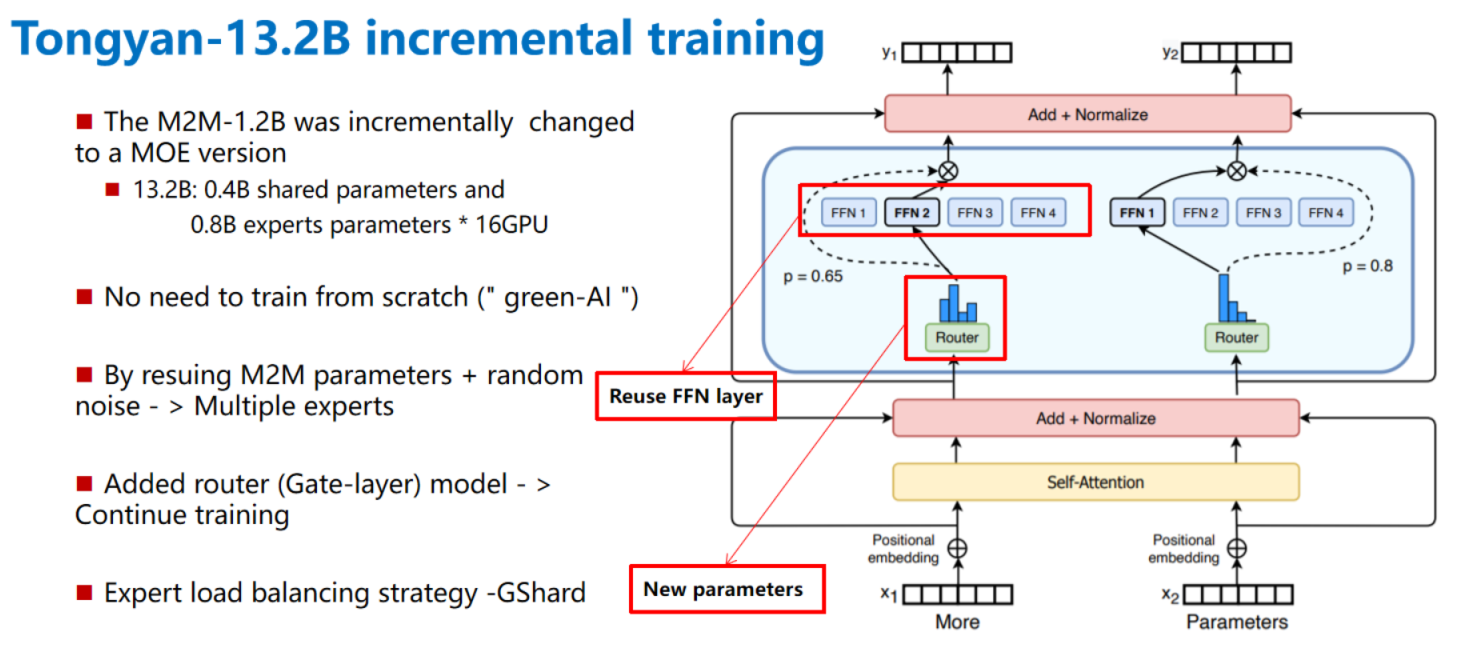 Tongyan-13.2B incremental training
■ The M2M-1.2B was incrementally changed
to a MOE version
■ 13.2B: 0.4B shared parameters and
0.8B experts parameters * 16GPU
■ No need to train from scratch (" green-AI ")
■ By resuing M2M parameters + random
noise - > Multiple experts
■ Added router (Gate-layer) model - >
Continue training
■ Expert load balancing strategy -GShard
y1
y2
Add + Normalize
FFN 1
FFN 2
FFN 3
FFN 4
FFN 1
FFN 2
FFN 3
FFN 4
p = 0.65
p = 0.8
Router
Router
Reuse FFN layer
Add + Normalize
Self-Attention
Positional
embedding
Positional
embedding
New parameters
x1
x2
More
Parameters